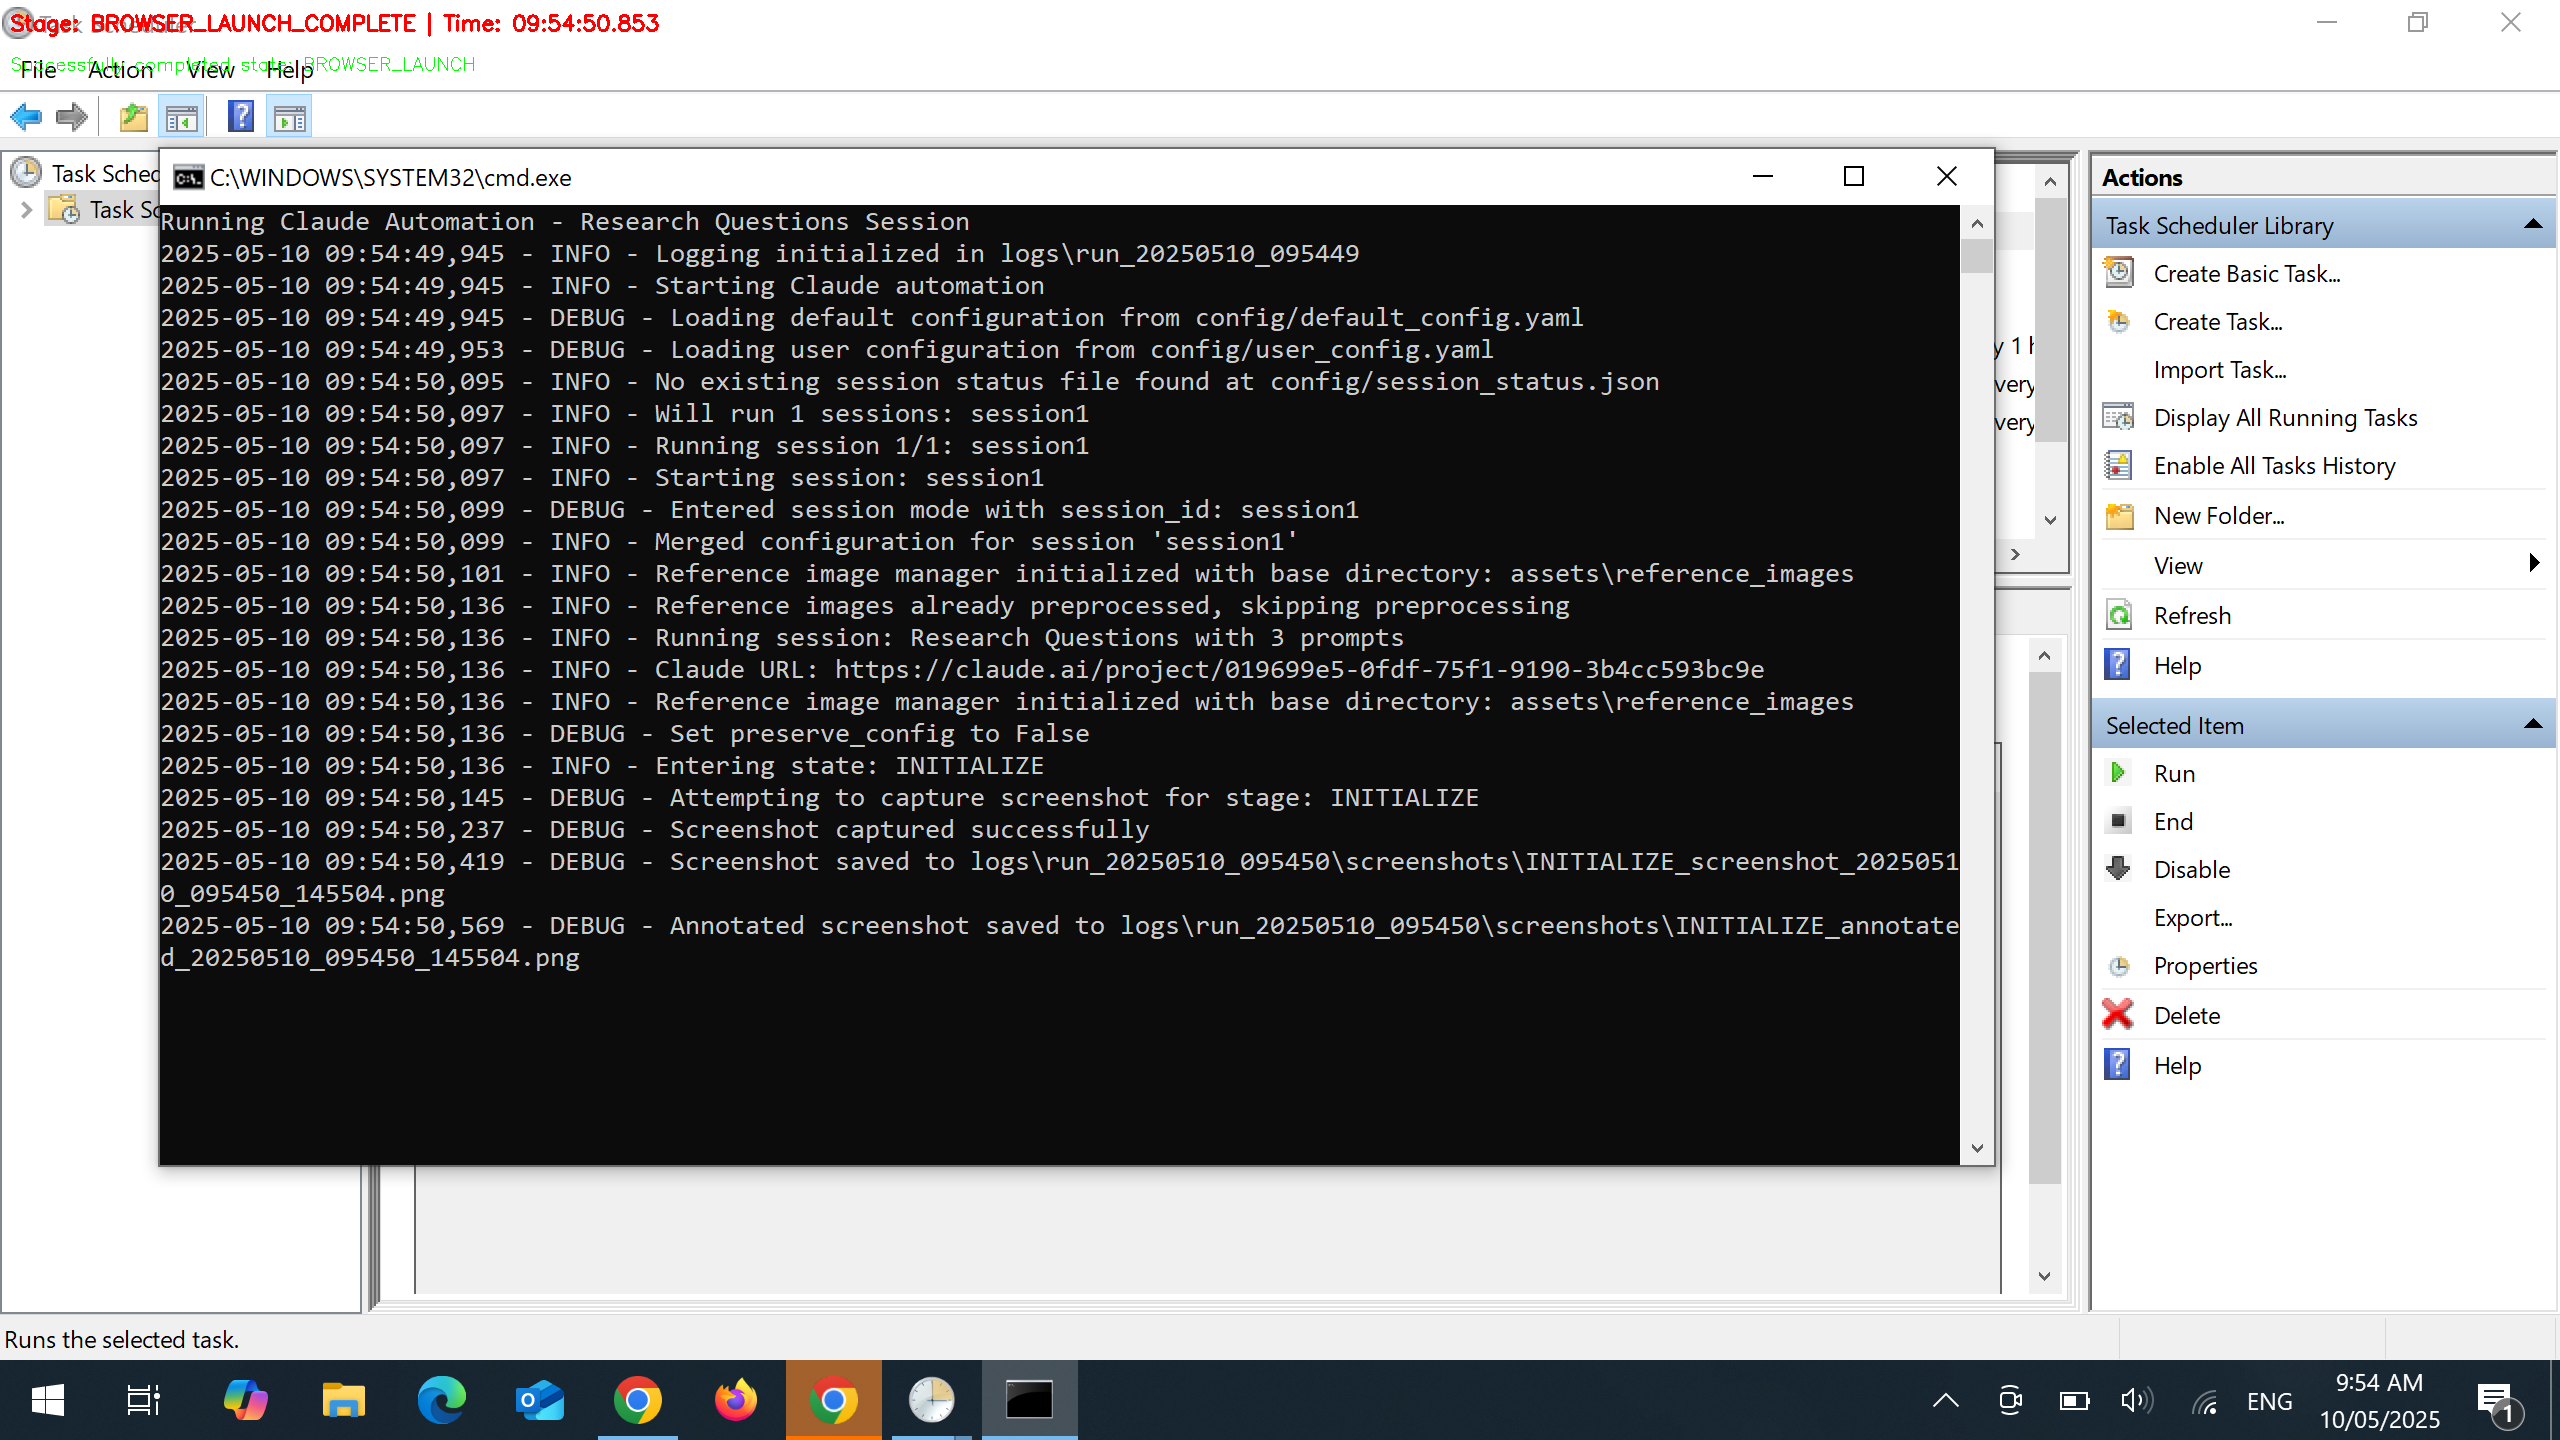 Stage: BROWSER_LAUNCH_COMPLETE | Time: 09:54:50.853
Successfully completed state: BROWSER_LAUNCH
File Action View Help
Task Sched
Task Sc
C:\WINDOWS\SYSTEM32\cmd.exe
Running Claude Automation - Research Questions Session
2025-05-10 09:54:49,945 - INFO - Logging initialized in logs\run_20250510_095449
2025-05-10 09:54:49,945 - INFO - Starting Claude automation
2025-05-10 09:54:49,945 - DEBUG - Loading default configuration from config/default_config.yaml
2025-05-10 09:54:49,953 - DEBUG - Loading user configuration from config/user_config.yaml
2025-05-10 09:54:50,095 - INFO - No existing session status file found at config/session_status.json
2025-05-10 09:54:50,097 - INFO - Will run 1 sessions: session1
2025-05-10 09:54:50,097 - INFO - Running session 1/1: session1
2025-05-10 09:54:50,097 - INFO - Starting session: session1
2025-05-10 09:54:50,099 - DEBUG - Entered session mode with session_id: session1
2025-05-10 09:54:50,099 - INFO - Merged configuration for session 'session1'
2025-05-10 09:54:50,101 - INFO - Reference image manager initialized with base directory: assets\reference_images
2025-05-10 09:54:50,136 - INFO - Reference images already preprocessed, skipping preprocessing
2025-05-10 09:54:50,136 - INFO - Running session: Research Questions with 3 prompts
2025-05-10 09:54:50,136 - INFO - Claude URL: https://claude.ai/project/019699e5-0fdf-75f1-9190-3b4cc593bc9e
2025-05-10 09:54:50,136 - INFO - Reference image manager initialized with base directory: assets\reference_images
2025-05-10 09:54:50,136 - DEBUG - Set preserve_config to False
2025-05-10 09:54:50,136 - INFO - Entering state: INITIALIZE
2025-05-10 09:54:50,145 - DEBUG - Attempting to capture screenshot for stage: INITIALIZE
2025-05-10 09:54:50,237 - DEBUG - Screenshot captured successfully
2025-05-10 09:54:50,419 - DEBUG - Screenshot saved to logs\run_20250510_095450\screenshots\INITIALIZE_screenshot_2025051
0_095450_145504.png
2025-05-10 09:54:50,569 - DEBUG - Annotated screenshot saved to logs\run_20250510_095450\screenshots\INITIALIZE_annotate
d_20250510_095450_145504.png
y 1 h
very
very
Actions
Task Scheduler Library
Create Basic Task...
Create Task...
Import Task...
Display All Running Tasks
Enable All Tasks History
New Folder...
View
Refresh
Help
Selected Item
Run
End
Disable
Export...
Properties
Delete
Help
Runs the selected task.
ENG
9:54 AM
10/05/2025
1